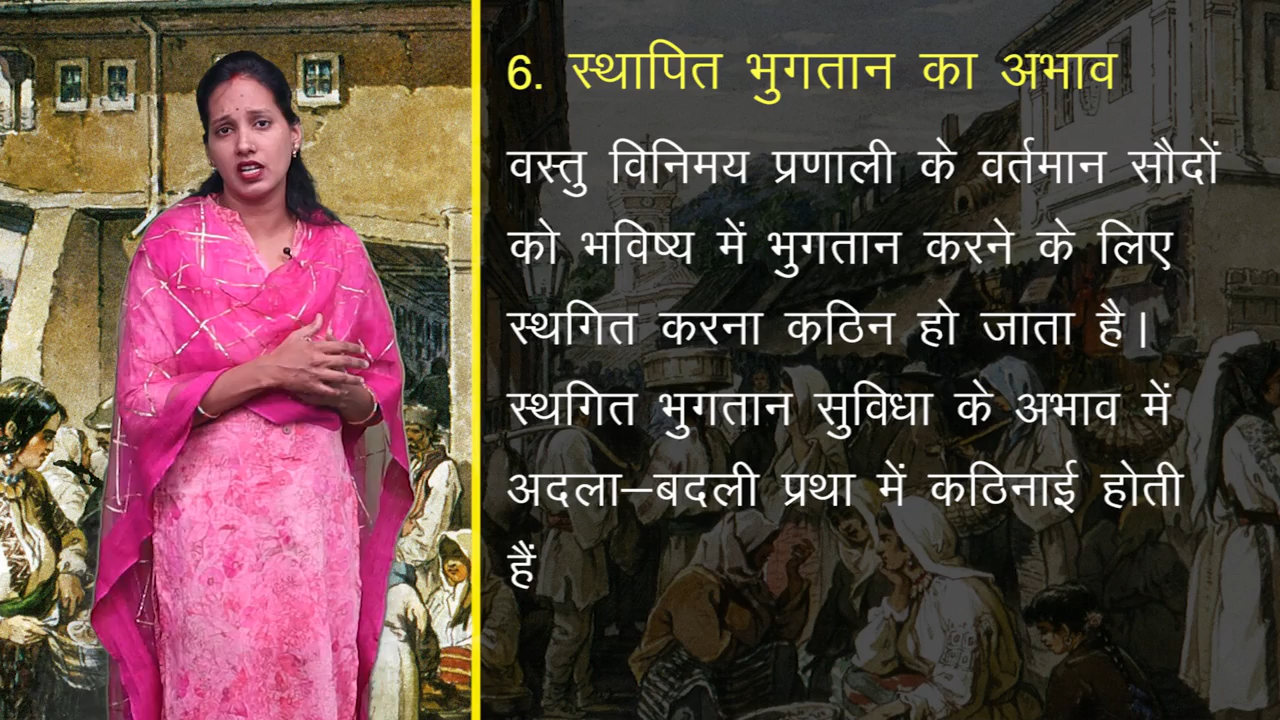 6. स्थापित भुगतान का अभाव
वस्तु विनिमय प्रणाली के वर्तमान सौदों
को भविष्य में भुगतान करने के लिए
स्थगित करना कठिन हो जाता है।
स्थगित भुगतान सुविधा के अभाव में
अदला–बदली प्रथा में कठिनाई होती
हैं